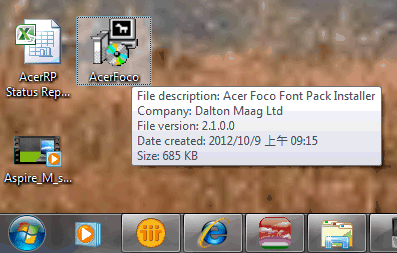 AcerRP
Status Rep...
AcerFoco
File description: Acer Foco Font Pack Installer
Company: Dalton Maag Ltd
File version: 2.1.0.0
Date created: 2012/10/9 上午 09:15
Size: 685 KB
Aspire_M_s...